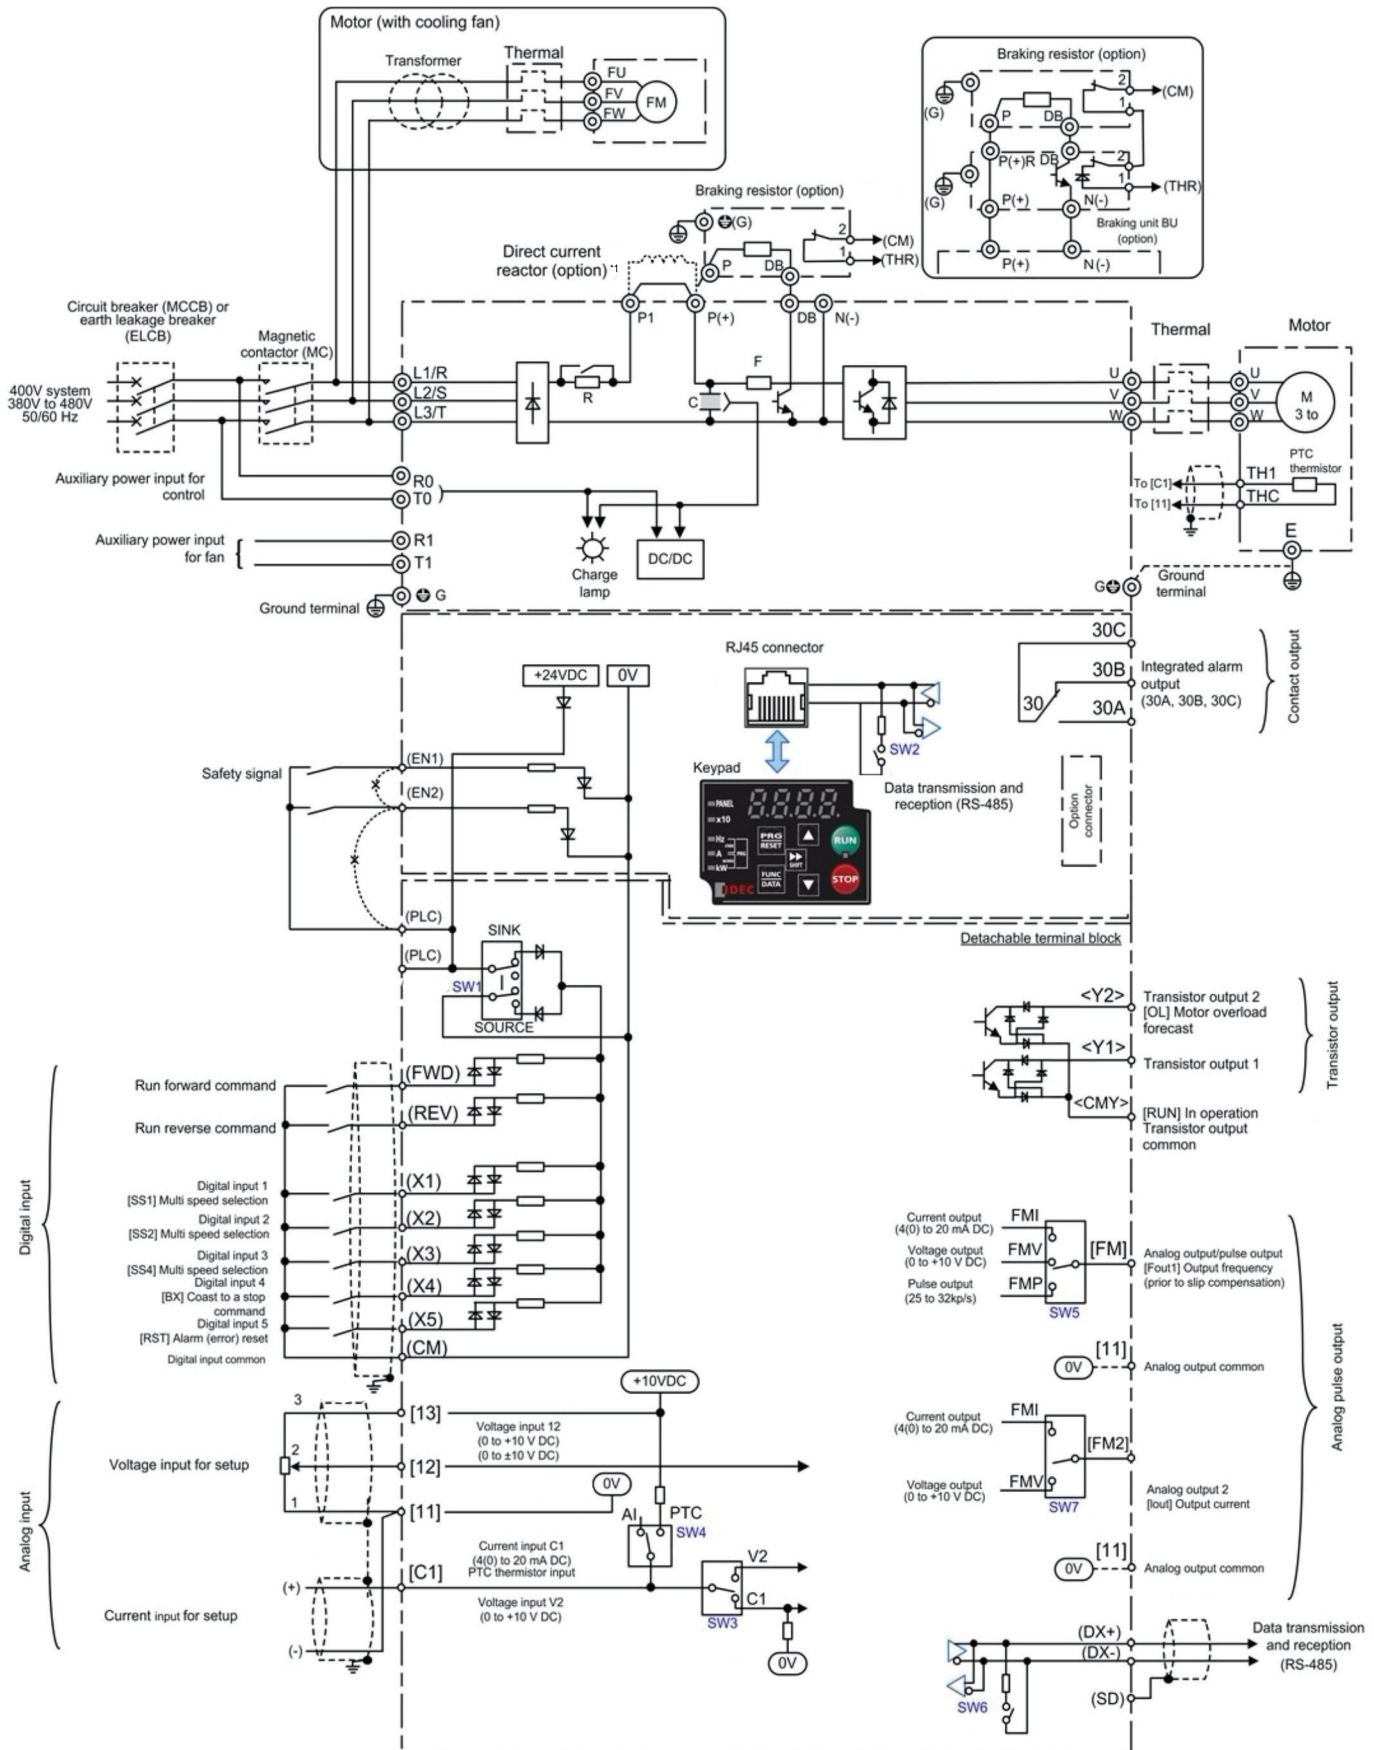 Motor (with cooling fan)
Transformer
Thermal
FU
FV
FW
FM
Braking resistor (option)
(G)
P
DB
2
1
(CM)
P(+)R
DB
2
1
(THR)
(G)
P(+)
N(-)
Braking unit BU
(option)
P(+)
N(-)
Braking resistor (option)
(G)
P
DB
2
1
(CM)
(THR)
Direct current
reactor (option)
P1
P(+)
DB
N(-)
Circuit breaker (MCCB) or
earth leakage breaker
(ELCB)
Magnetic
contactor (MC)
400V system
380V to 480V
50/60 Hz
L1/R
L2/S
L3/T
R
F
C
U
V
W
Thermal
Motor
U
V
W
M
3 to
PTC
thermistor
TH1
THC
To [C1]
To [11]
E
Auxiliary power input for
control
R0
T0
Auxiliary power input
for fan
R1
T1
Ground terminal
G
Charge
lamp
DC/DC
G
Ground
terminal
+24VDC
0V
RJ45 connector
SW2
Keypad
Data transmission and
reception (RS-485)
PANEL
x10
Hz
A
kW
PRG
PRG
RESET
SHIFT
FUNC
DATA
RUN
STOP
IDEC
30C
30B
30
30A
Integrated alarm
output
(30A, 30B, 30C)
Contact output
Option
connector
Safety signal
(EN1)
(EN2)
(PLC)
(PLC)
SINK
SW1
SOURCE
Detachable terminal block
<Y2>
Transistor output 2
[OL] Motor overload
forecast
<Y1>
Transistor output 1
<CMY>
[RUN] In operation
Transistor output
common
Transistor output
Digital input
Run forward command
(FWD)
Run reverse command
(REV)
Digital input 1
[SS1] Multi speed selection
(X1)
Digital input 2
[SS2] Multi speed selection
(X2)
Digital input 3
[SS4] Multi speed selection
(X3)
Digital input 4
[BX] Coast to a stop
command
(X4)
Digital input 5
[RST] Alarm (error) reset
(X5)
Digital input common
(CM)
Current output
(4(0) to 20 mA DC)
FMI
Voltage output
(0 to +10 V DC)
FMV
Pulse output
(25 to 32kp/s)
FMP
SW5
[FM]
Analog output/pulse output
[Fout1] Output frequency
(prior to slip compensation)
0V
[11]
Analog output common
Current output
(4(0) to 20 mA DC)
FMI
Voltage output
(0 to +10 V DC)
FMV
SW7
[FM2]
Analog output 2
[Iout] Output current
0V
[11]
Analog output common
Analog pulse output
Analog input
+10VDC
3
[13]
Voltage input 12
(0 to +10 V DC)
(0 to ±10 V DC)
Voltage input for setup
2
[12]
1
[11]
0V
AI
PTC
SW4
Current input C1
(4(0) to 20 mA DC)
PTC thermistor input
(+)
[C1]
Voltage input V2
(0 to +10 V DC)
V2
C1
SW3
0V
Current input for setup
(-)
(DX+)
(DX-)
(SD)
SW6
Data transmission
and reception
(RS-485)